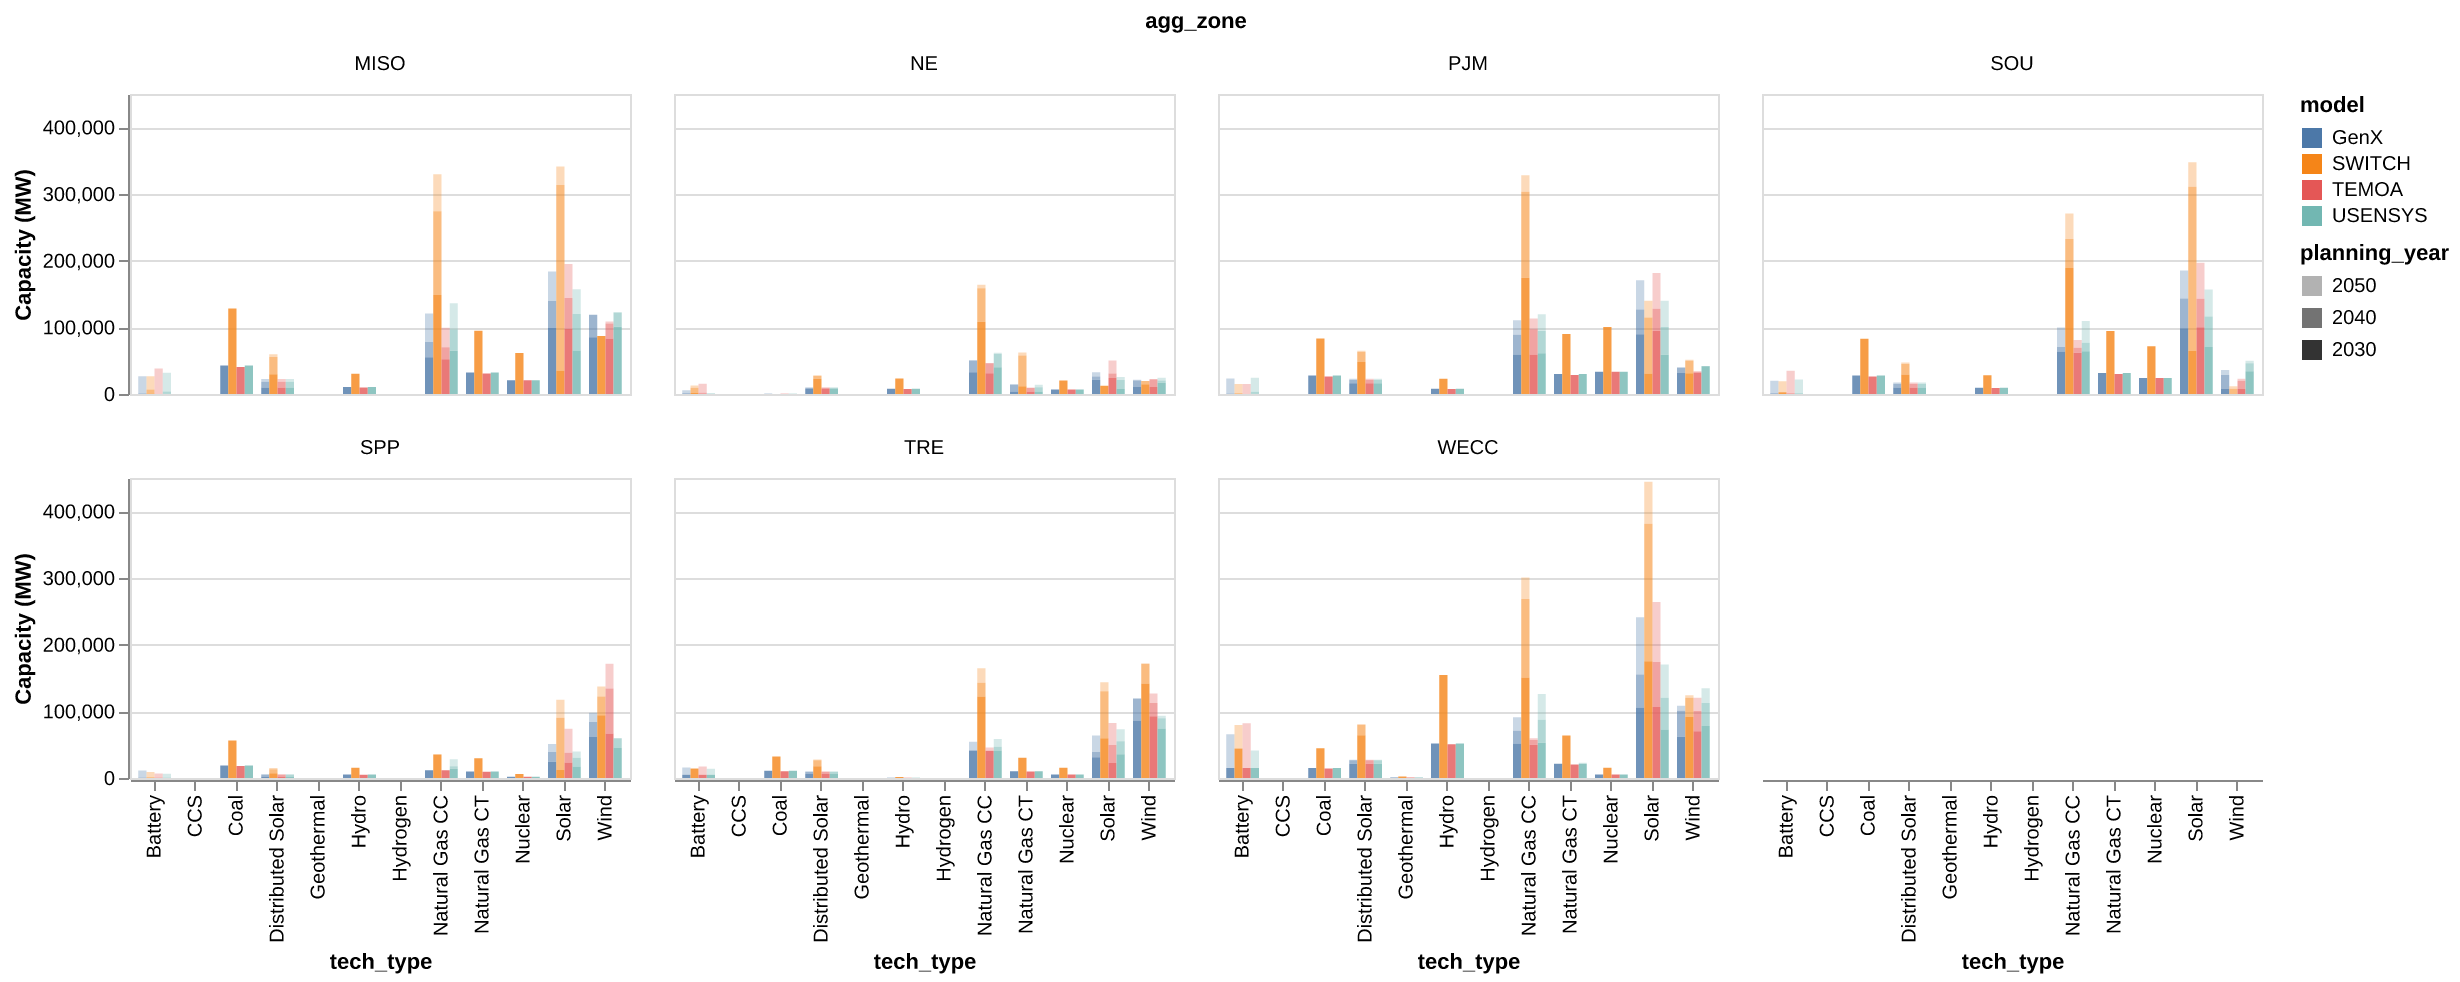 agg_zone
MISO
NE
PJM
SOU
Capacity (MW)
400,000
300,000
200,000
100,000
0
model
GenX
SWITCH
TEMOA
USENSYS
planning_year
2050
2040
2030
SPP
TRE
WECC
Capacity (MW)
400,000
300,000
200,000
100,000
0
Battery
CCS
Coal
Distributed Solar
Geothermal
Hydro
Hydrogen
Natural Gas CC
Natural Gas CT
Nuclear
Solar
Wind
tech_type
Battery
CCS
Coal
Distributed Solar
Geothermal
Hydro
Hydrogen
Natural Gas CC
Natural Gas CT
Nuclear
Solar
Wind
tech_type
Battery
CCS
Coal
Distributed Solar
Geothermal
Hydro
Hydrogen
Natural Gas CC
Natural Gas CT
Nuclear
Solar
Wind
tech_type
Battery
CCS
Coal
Distributed Solar
Geothermal
Hydro
Hydrogen
Natural Gas CC
Natural Gas CT
Nuclear
Solar
Wind
tech_type